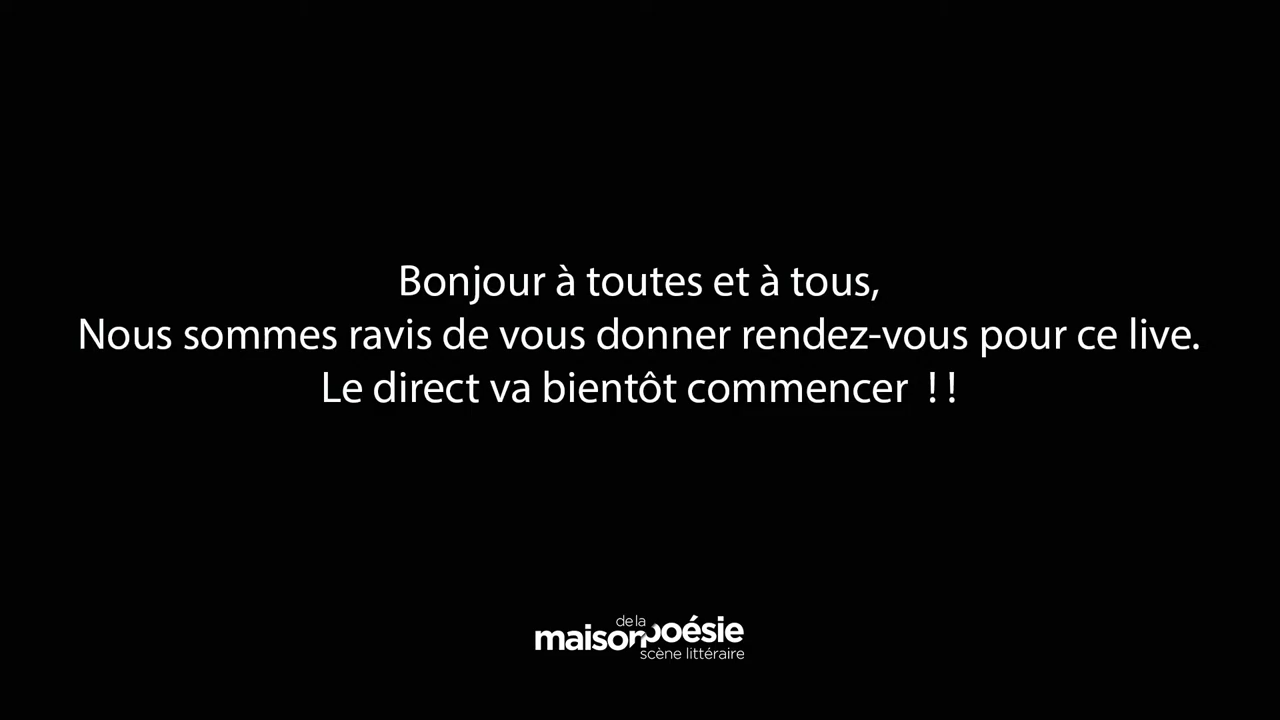 Bonjour à toutes et à tous,
Nous sommes ravis de vous donner rendez-vous pour ce live.
Le direct va bientôt commencer  ! !
maison de la poésie
scène littéraire